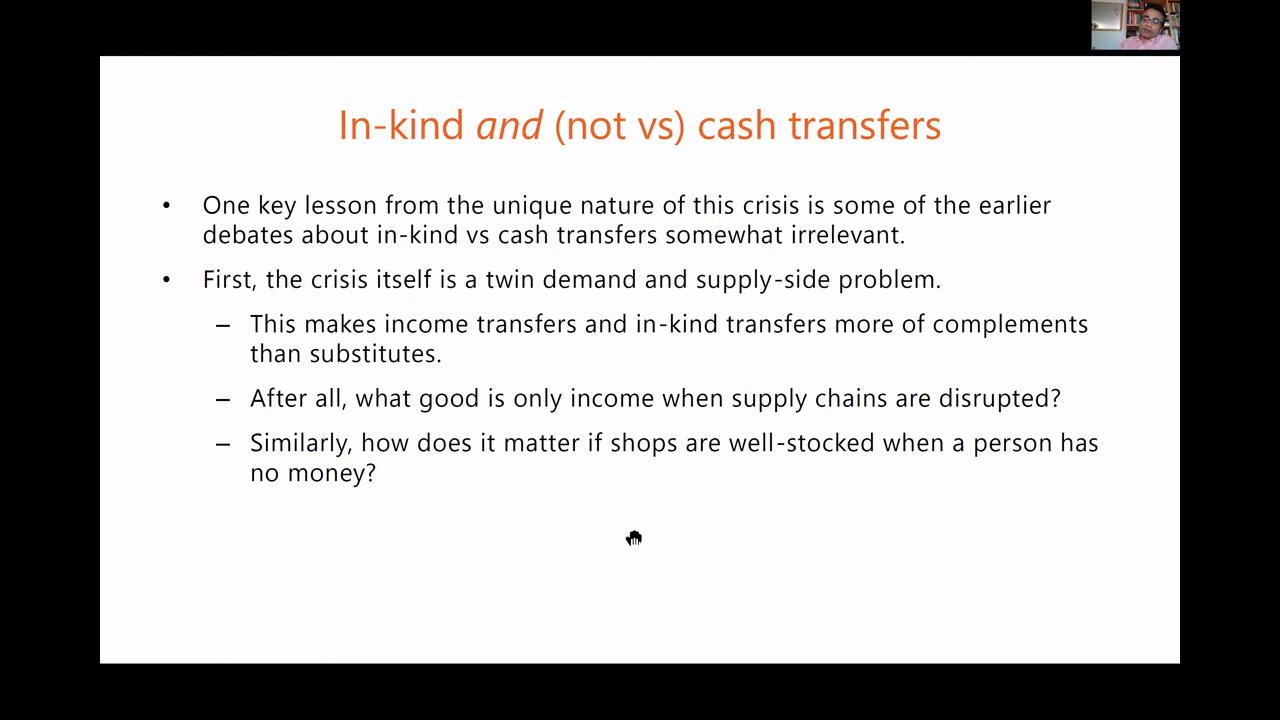 In-kind and (not vs) cash transfers
• One key lesson from the unique nature of this crisis is some of the earlier
debates about in-kind vs cash transfers somewhat irrelevant.
• First, the crisis itself is a twin demand and supply-side problem.
– This makes income transfers and in-kind transfers more of complements
than substitutes.
– After all, what good is only income when supply chains are disrupted?
– Similarly, how does it matter if shops are well-stocked when a person has
no money?